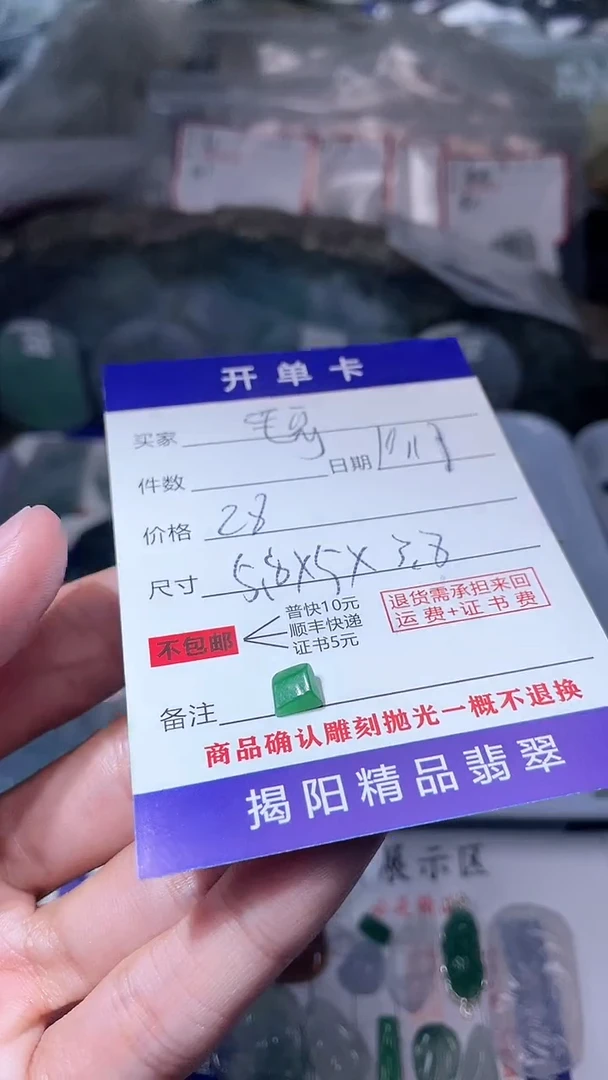 开单卡
买家
件数 日期
价格 28
尺寸 5.8X5X3.8
不包邮
普快10元
顺丰快递
证书5元
退货需承担来回
运费+证书费
备注
商品确认雕刻抛光一概不退换
揭阳精品翡翠
展示区